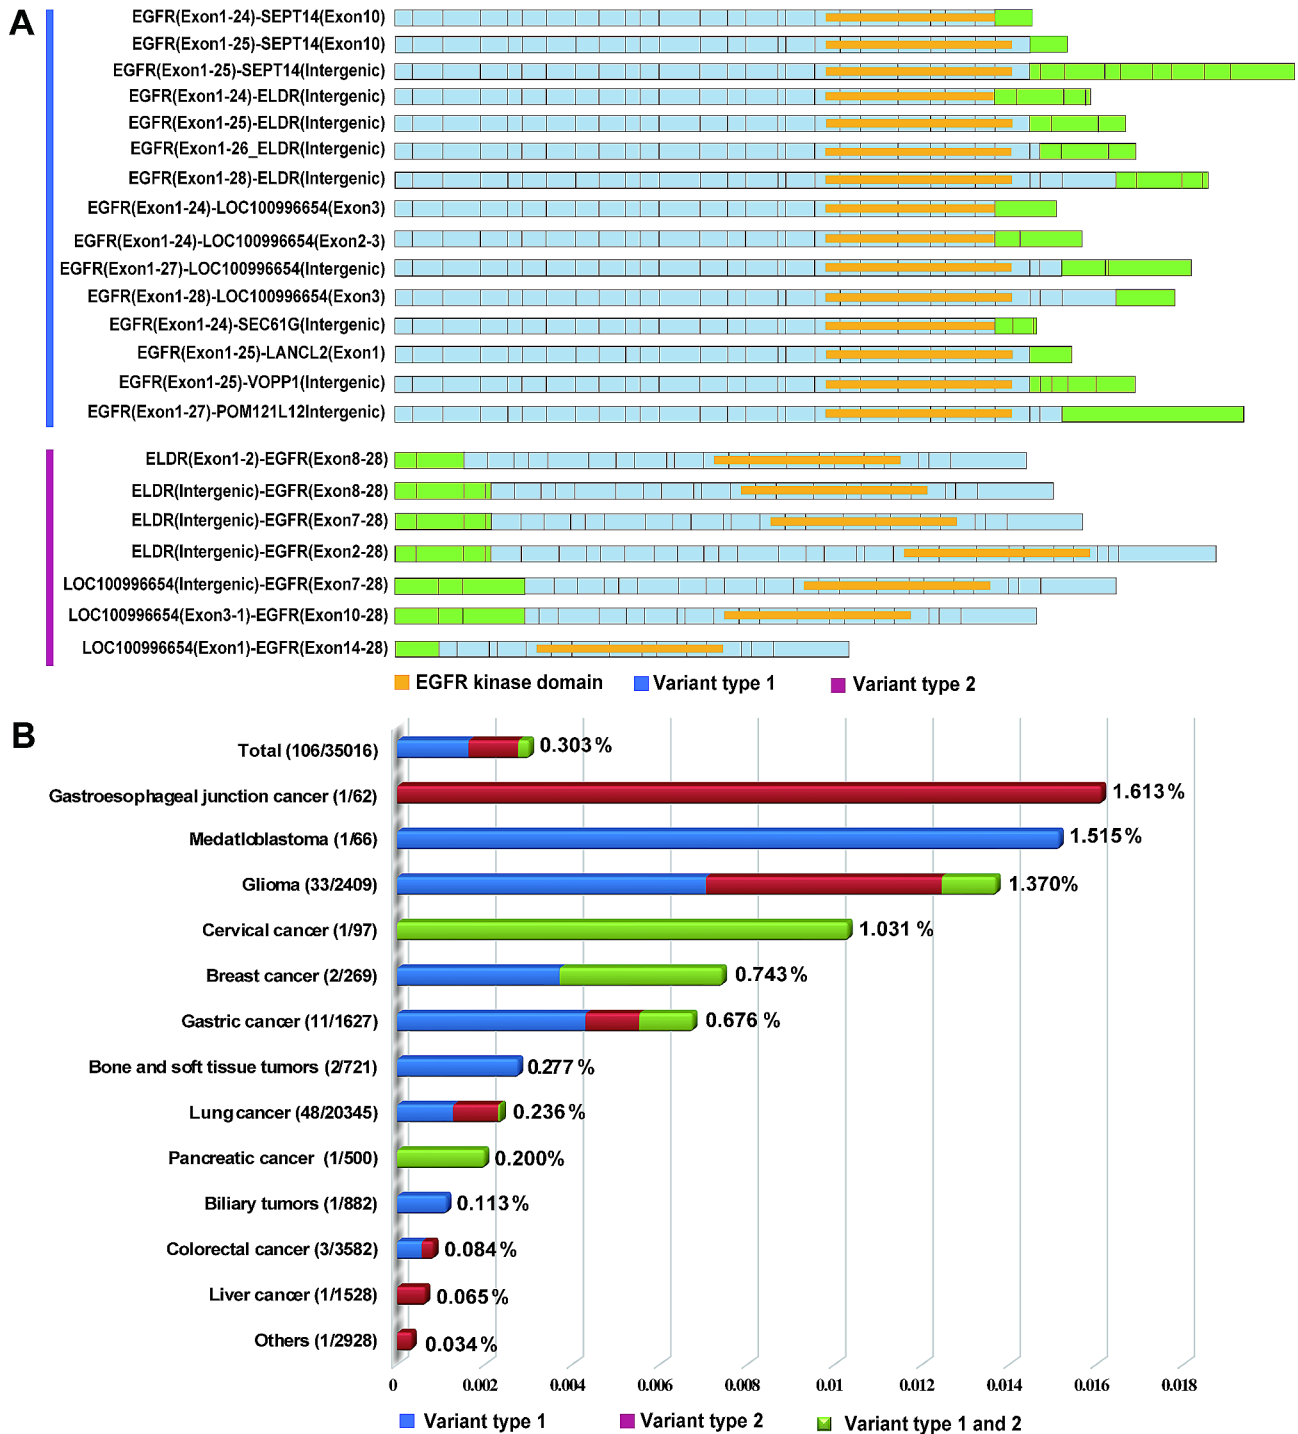 A
EGFR(Exon1-24)-SEPT14(Exon10)
EGFR(Exon1-25)-SEPT14(Exon10)
EGFR(Exon1-25)-SEPT14(Intergenic)
EGFR(Exon1-24)-ELDR(Intergenic)
EGFR(Exon1-25)-ELDR(Intergenic)
EGFR(Exon1-26_ELDR(Intergenic)
EGFR(Exon1-28)-ELDR(Intergenic)
EGFR(Exon1-24)-LOC100996654(Exon3)
EGFR(Exon1-24)-LOC100996654(Exon2-3)
EGFR(Exon1-27)-LOC100996654(Intergenic)
EGFR(Exon1-28)-LOC100996654(Exon3)
EGFR(Exon1-24)-SEC61G(Intergenic)
EGFR(Exon1-25)-LANCL2(Exon1)
EGFR(Exon1-25)-VOPP1(Intergenic)
EGFR(Exon1-27)-POM121L12Intergenic)
ELDR(Exon1-2)-EGFR(Exon8-28)
ELDR(Intergenic)-EGFR(Exon8-28)
ELDR(Intergenic)-EGFR(Exon7-28)
ELDR(Intergenic)-EGFR(Exon2-28)
LOC100996654(Intergenic)-EGFR(Exon7-28)
LOC100996654(Exon3-1)-EGFR(Exon10-28)
LOC100996654(Exon1)-EGFR(Exon14-28)
EGFR kinase domain Variant type 1 Variant type 2
B
Total (106/35016) 0.303%
Gastroesophageal junction cancer (1/62) 1.613%
Medatloblastoma (1/66) 1.515%
Glioma (33/2409) 1.370%
Cervical cancer (1/97) 1.031%
Breast cancer (2/269) 0.743%
Gastric cancer (11/1627) 0.676%
Bone and soft tissue tumors (2/721) 0.277%
Lung cancer (48/20345) 0.236%
Pancreatic cancer (1/500) 0.200%
Biliary tumors (1/882) 0.113%
Colorectal cancer (3/3582) 0.084%
Liver cancer (1/1528) 0.065%
Others (1/2928) 0.034%
0 0.002 0.004 0.006 0.008 0.01 0.012 0.014 0.016 0.018
Variant type 1 Variant type 2 Variant type 1 and 2